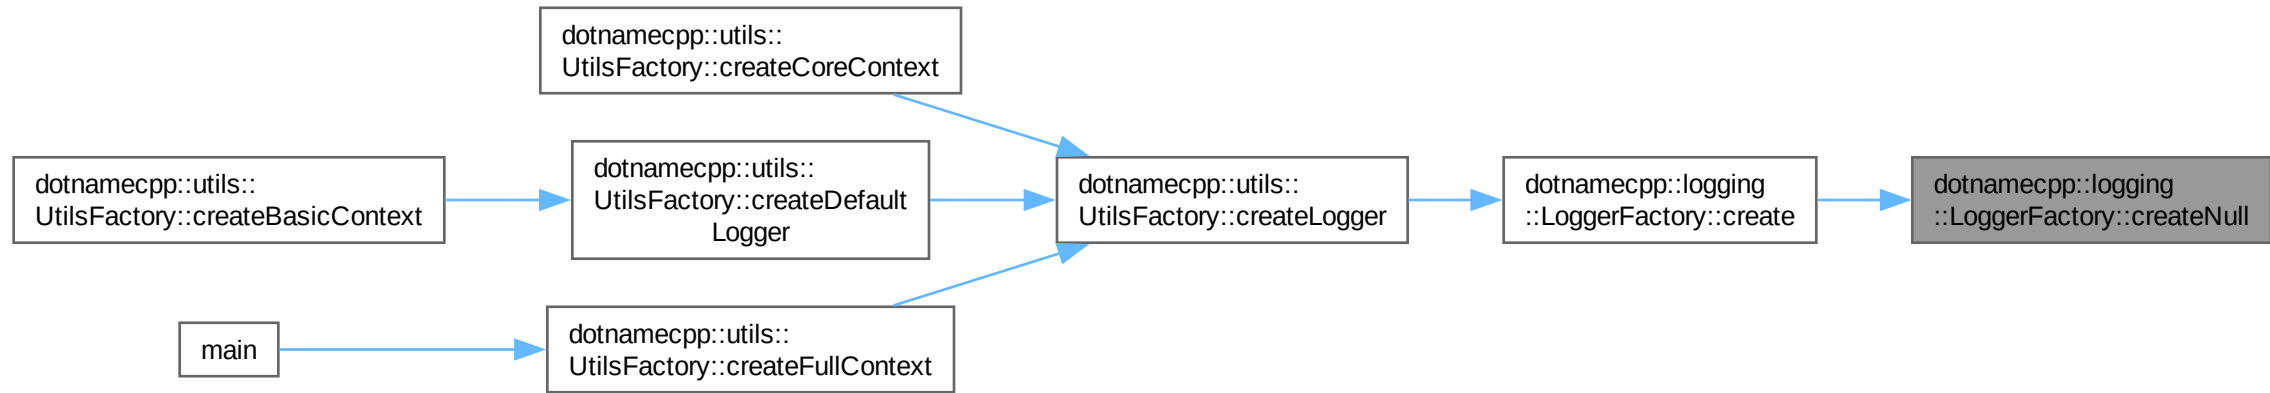 dotnamecpp::utils::
UtilsFactory::createCoreContext
dotnamecpp::utils::
UtilsFactory::createBasicContext
dotnamecpp::utils::
UtilsFactory::createDefault
Logger
dotnamecpp::utils::
UtilsFactory::createLogger
dotnamecpp::logging
::LoggerFactory::create
dotnamecpp::logging
::LoggerFactory::createNull
main
dotnamecpp::utils::
UtilsFactory::createFullContext